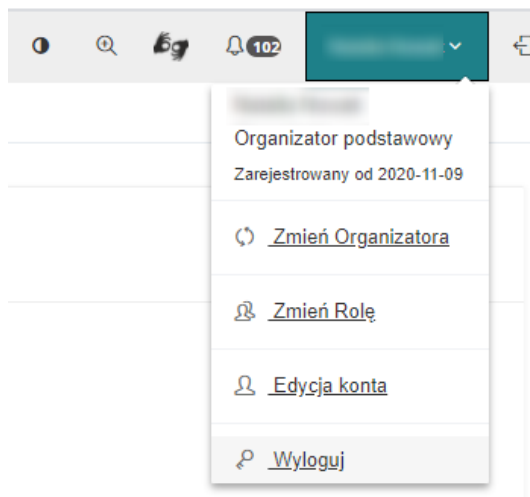 102
Organizator podstawowy
Zarejestrowany od 2020-11-09
Zmień Organizatora
Zmień Rolę
Edycja konta
Wyloguj